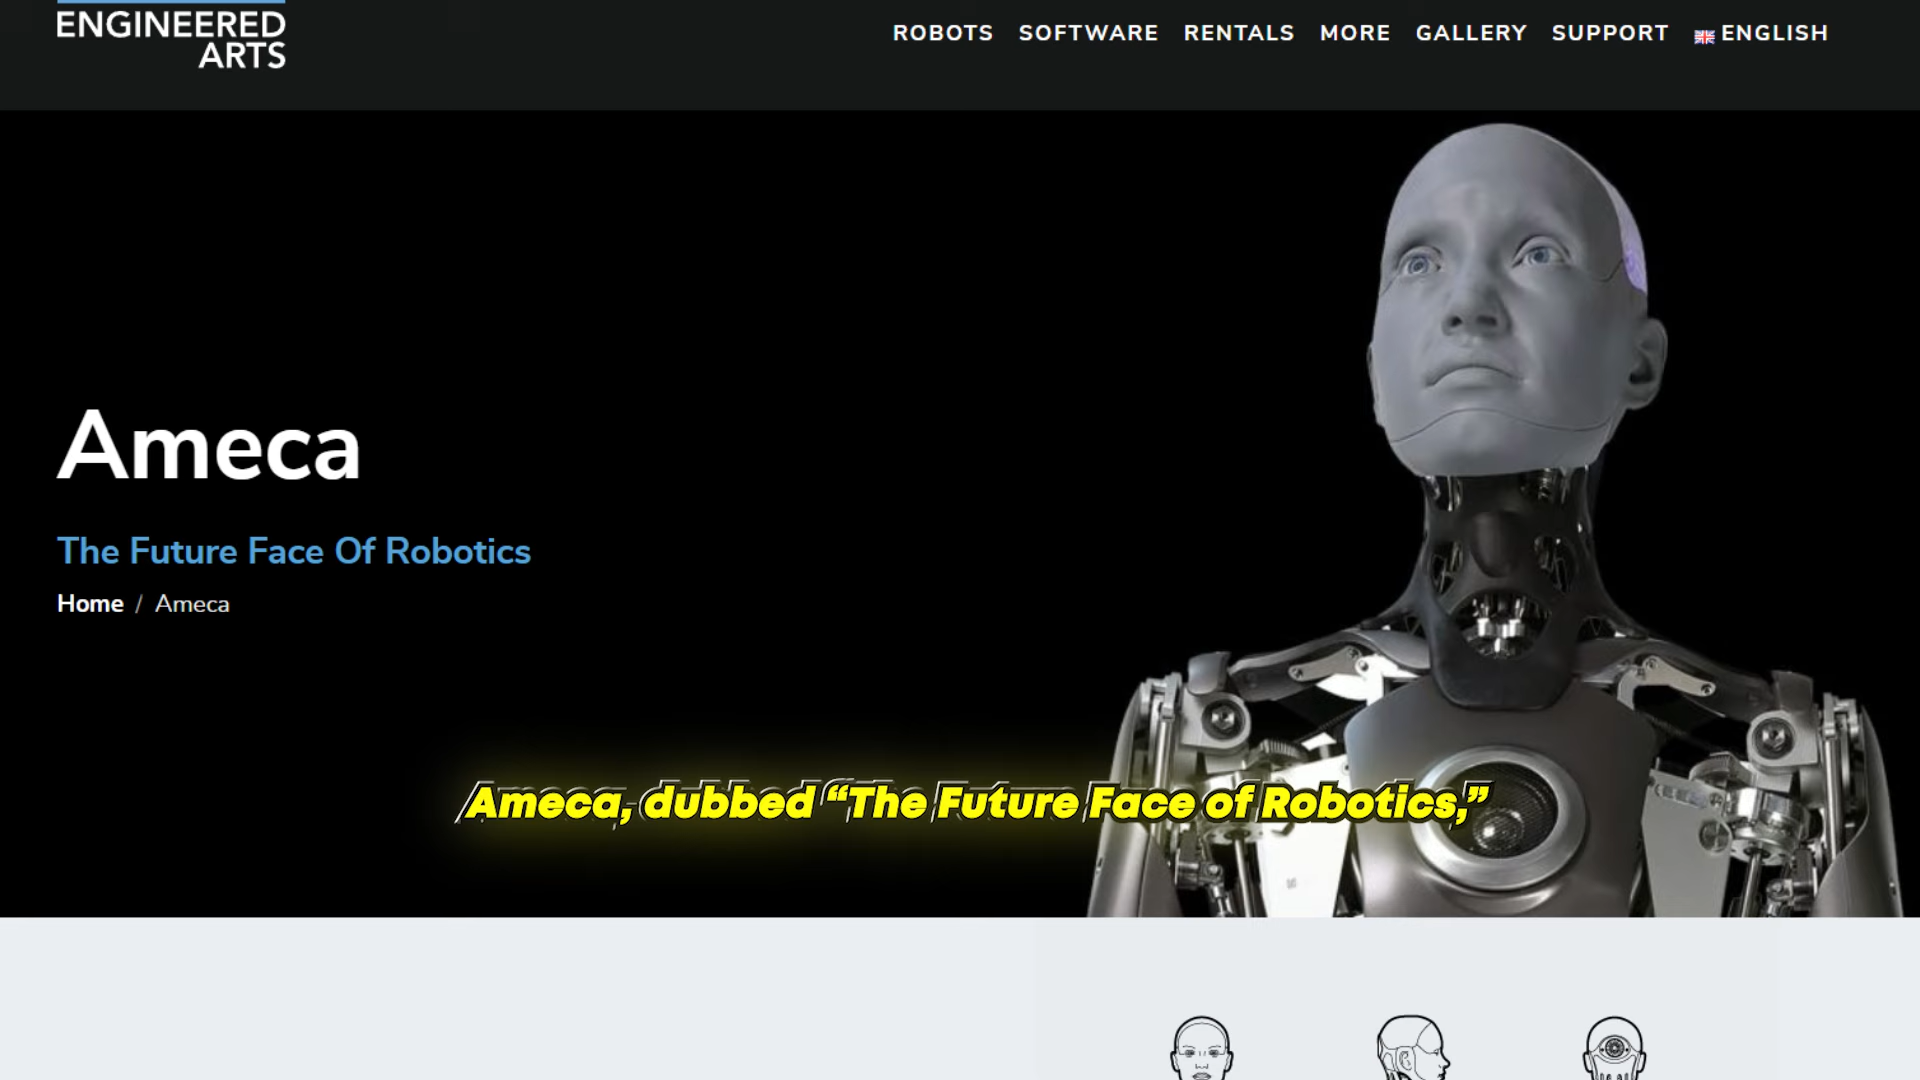 ENGINEERED
ARTS
ROBOTS SOFTWARE RENTALS MORE GALLERY SUPPORT ENGLISH
Ameca
The Future Face Of Robotics
Home / Ameca
Ameca, dubbed “The Future Face of Robotics,”